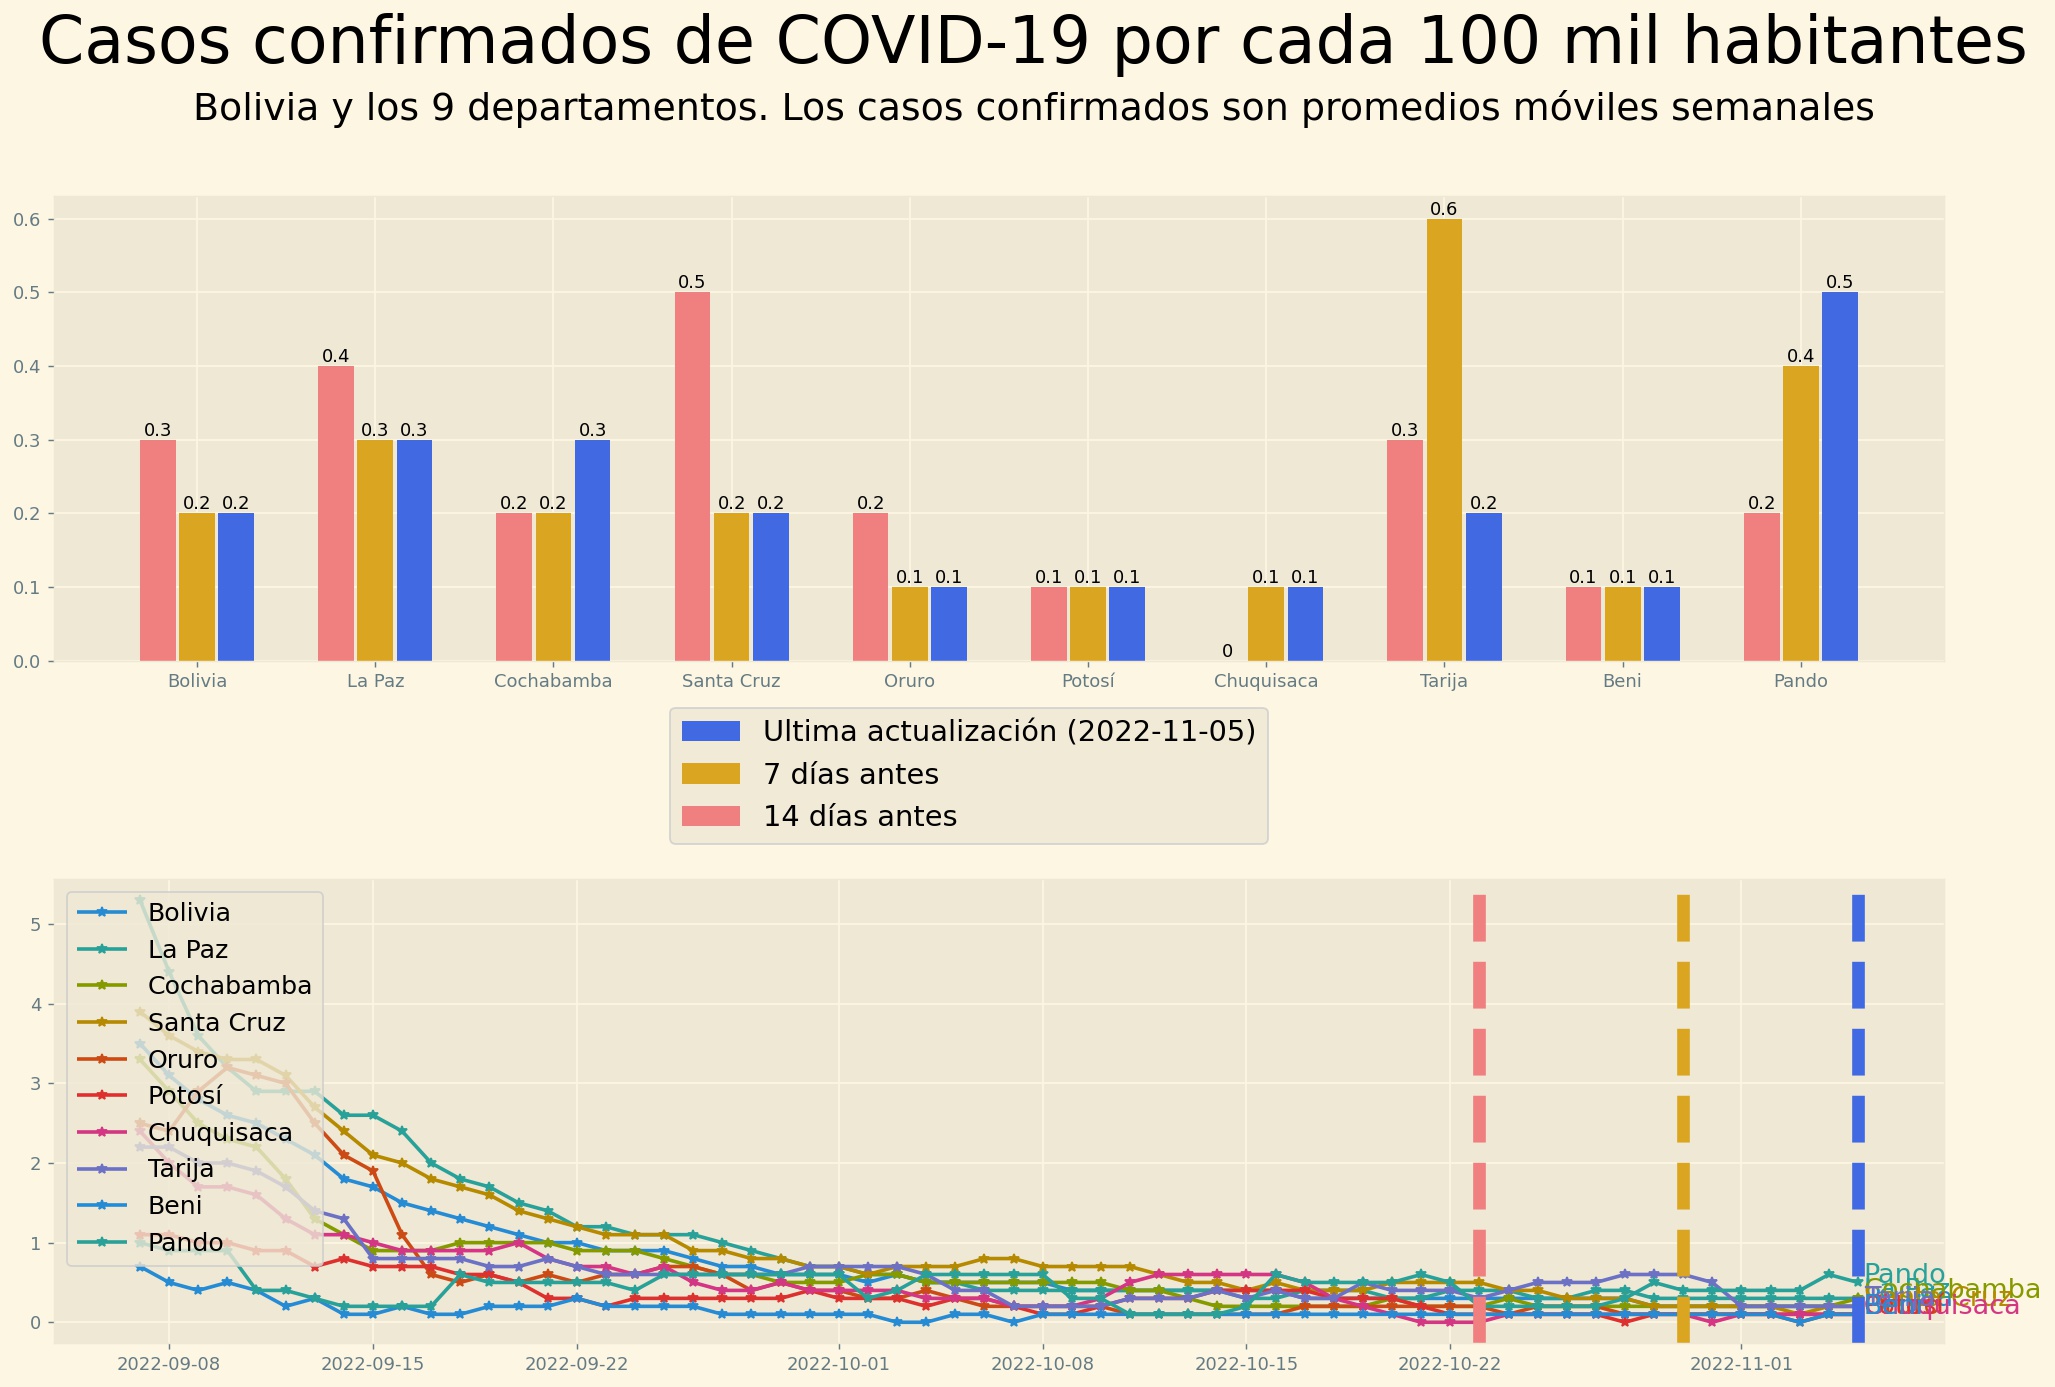 Casos confirmados de COVID-19 por cada 100 mil habitantes
Bolivia y los 9 departamentos. Los casos confirmados son promedios móviles semanales
0.6
0.5
0.4
0.3
0.2
0.1
0.0
0.3 0.2 0.2
0.4 0.3 0.3
0.2 0.2 0.3
0.5 0.2 0.2
0.2 0.1 0.1
0.1 0.1 0.1
0 0.1 0.1
0.3 0.6 0.2
0.1 0.1 0.1
0.2 0.4 0.5
Bolivia La Paz Cochabamba Santa Cruz Oruro Potosí Chuquisaca Tarija Beni Pando
Ultima actualización (2022-11-05)
7 días antes
14 días antes
5
4
3
2
1
0
Bolivia
La Paz
Cochabamba
Santa Cruz
Oruro
Potosí
Chuquisaca
Tarija
Beni
Pando
Pando
Cochabamba
Chuquisaca
2022-09-08 2022-09-15 2022-09-22 2022-10-01 2022-10-08 2022-10-15 2022-10-22 2022-11-01